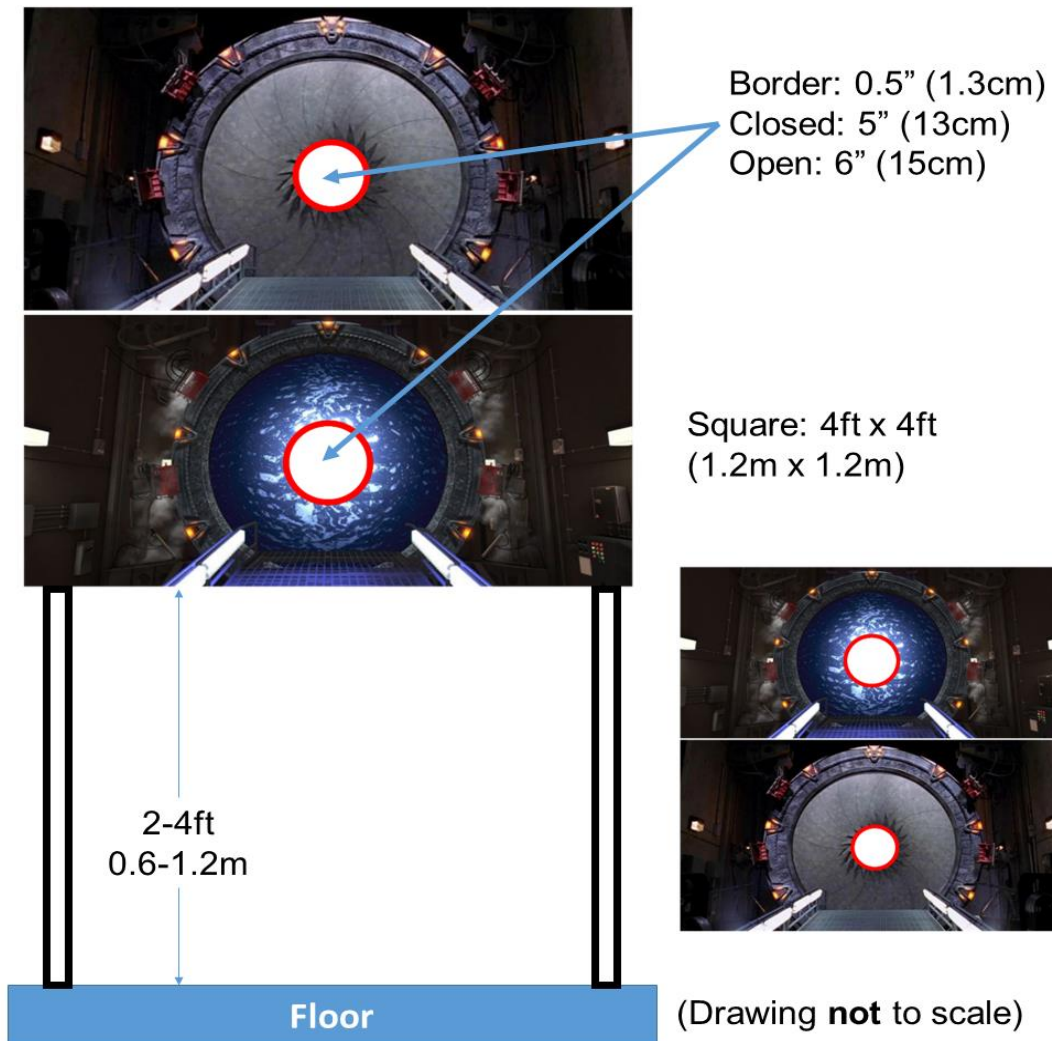 Border: 0.5” (1.3cm)
Closed: 5” (13cm)
Open: 6” (15cm)
Square: 4ft x 4ft
(1.2m x 1.2m)
2-4ft
0.6-1.2m
Floor
(Drawing not to scale)